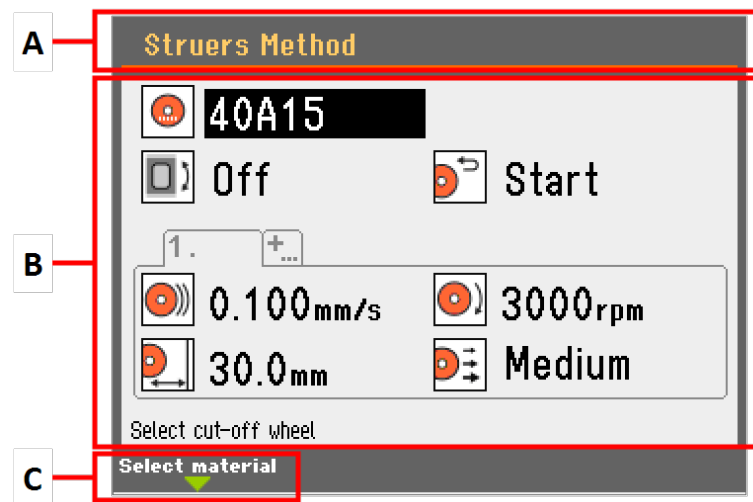 A
Struers Method
40A15
Off
Start
B
1.
+...
0.100mm/s
3000rpm
30.0mm
Medium
Select cut-off wheel
C
Select material